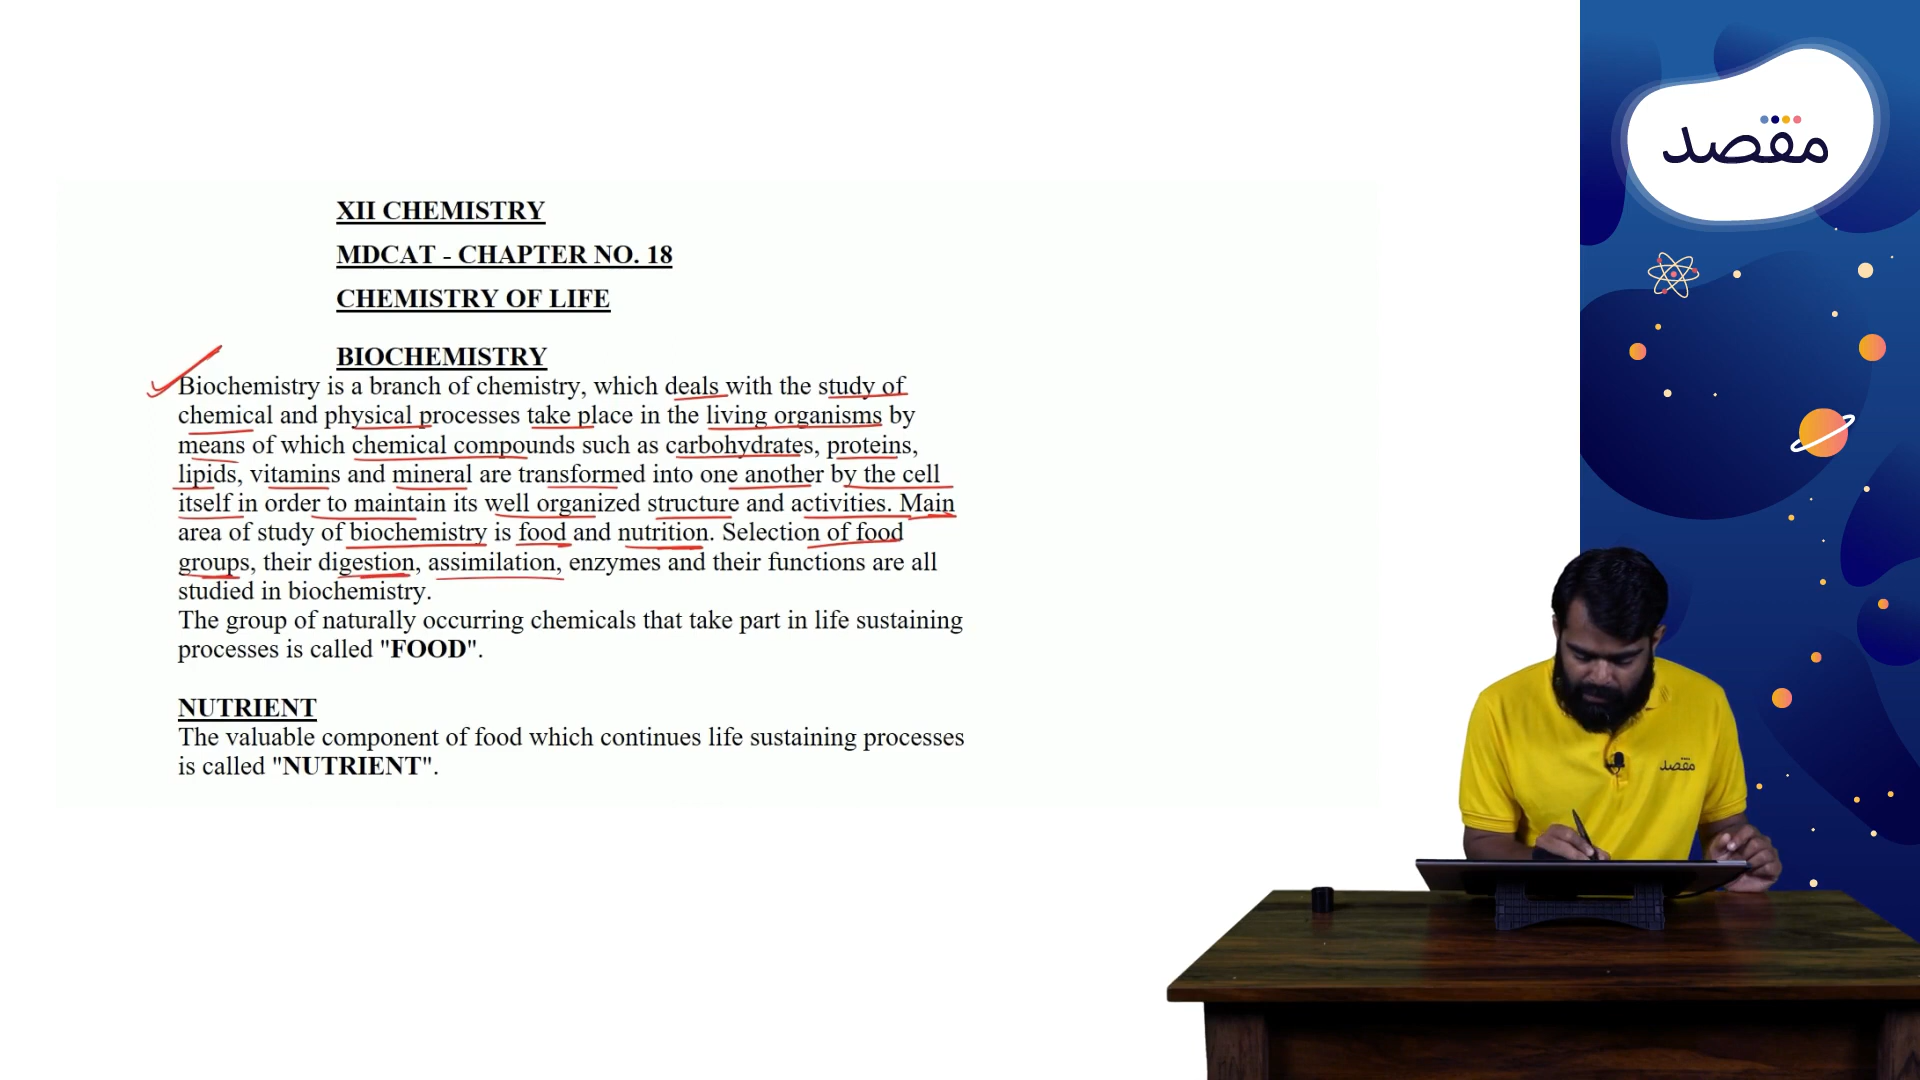 XII CHEMISTRY
MDCAT - CHAPTER NO. 18
CHEMISTRY OF LIFE
BIOCHEMISTRY
Biochemistry is a branch of chemistry, which deals with the study of
chemical and physical processes take place in the living organisms by
means of which chemical compounds such as carbohydrates, proteins,
lipids, vitamins and mineral are transformed into one another by the cell
itself in order to maintain its well organized structure and activities. Main
area of study of biochemistry is food and nutrition. Selection of food
groups, their digestion, assimilation, enzymes and their functions are all
studied in biochemistry.
The group of naturally occurring chemicals that take part in life sustaining
processes is called "FOOD".
NUTRIENT
The valuable component of food which continues life sustaining processes
is called "NUTRIENT".
مقصد
مقصد